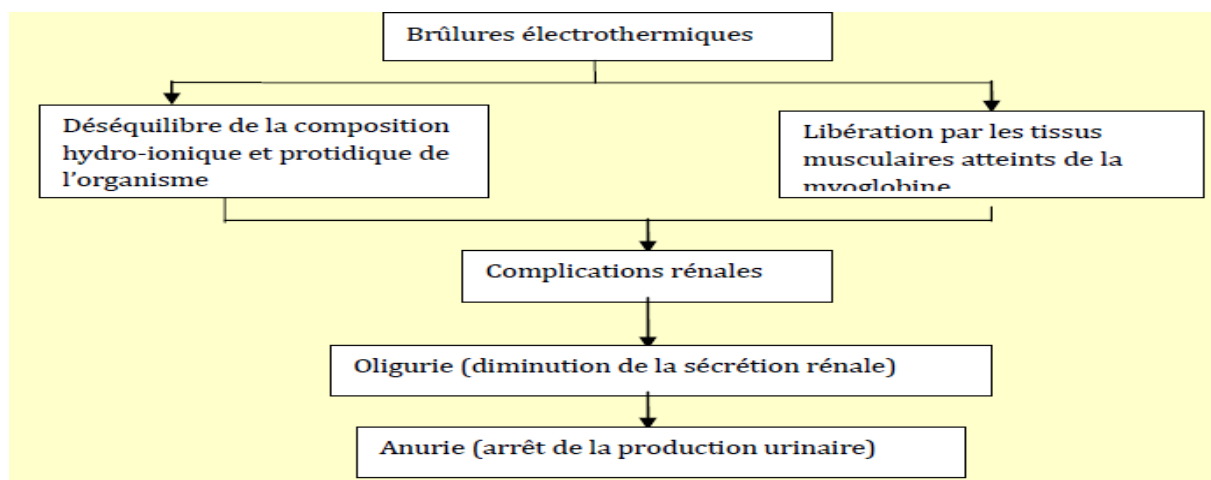 Brûlures électrothermiques
Déséquilibre de la composition
hydro-ionique et protidique de
l'organisme
Libération par les tissus
musculaires atteints de la
myoglobine
Complications rénales
Oligurie (diminution de la sécrétion rénale)
Anurie (arrêt de la production urinaire)